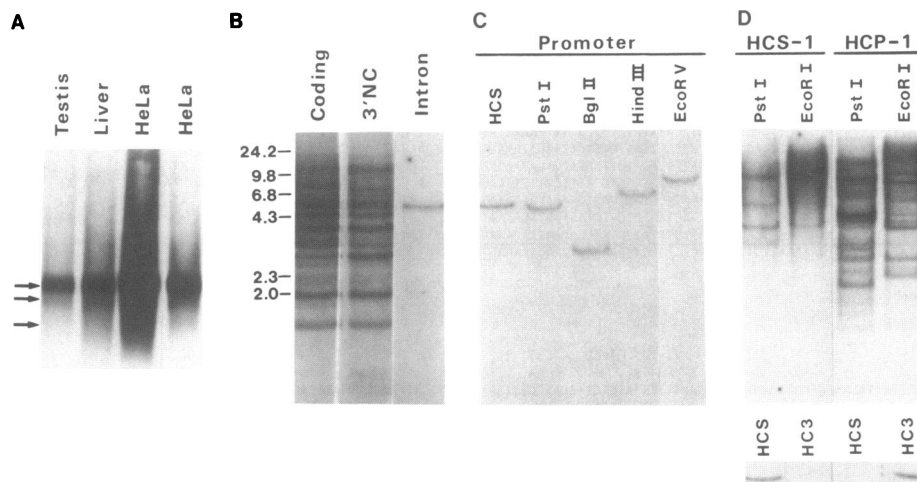 A
Testis
Liver
HeLa
HeLa
B
Coding
3'NC
Intron
24.2
9.8
6.8
4.3
2.3
2.0
C
Promoter
HCS
Pst I
Bgl II
Hind III
EcoR V
D
HCS-1 HCP-1
Pst I
EcoR I
Pst I
EcoR I
HCS
HC3
HCS
HC3